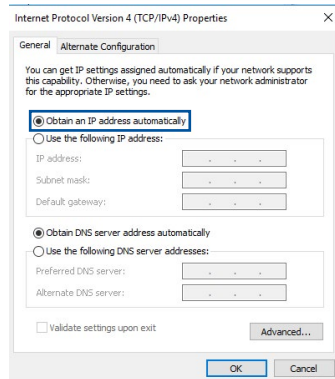 Internet Protocol Version 4 (TCP/IPv4) Properties
General
Alternate Configuration
You can get IP settings assigned automatically if your network supports
this capability. Otherwise, you need to ask your network administrator
for the appropriate IP settings.
Obtain an IP address automatically
Use the following IP address:
IP address:
Subnet mask:
Default gateway:
Obtain DNS server address automatically
Use the following DNS server addresses:
Preferred DNS server:
Alternate DNS server:
Validate settings upon exit
Advanced...
OK
Cancel